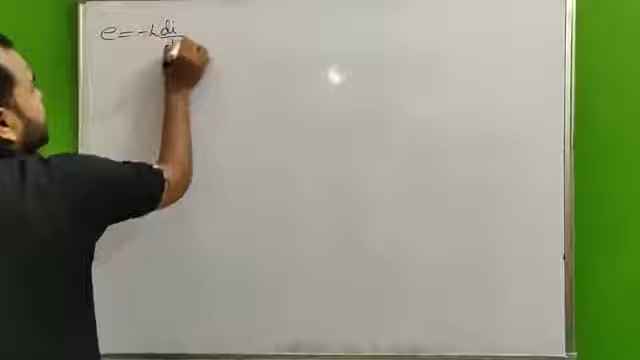 e = -L di/d